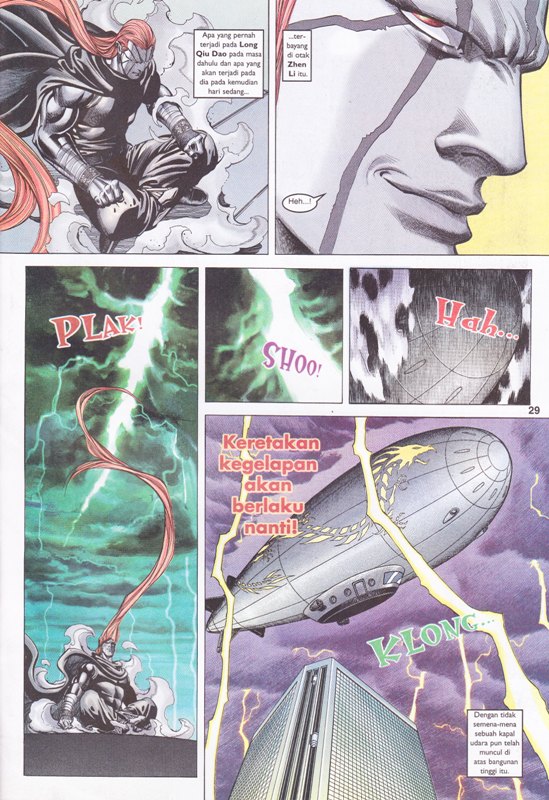 Apa yang pernah
terjadi pada Long
Qiu Dao pada masa
dahulu dan apa yang
akan terjadi pada
dia pada kemudian
hari sedang...
...ter-
bayang
di otak
Zhen
Li itu.
Heh...!
PLAK!
SHOO!
Hah...
29
Keretakan
kegelapan
akan
berlaku
nanti!
KLONG...
Dengan tidak
semena-mena
sebuah kapal
udara pun telah
muncul di
atas bangunan
tinggi itu.